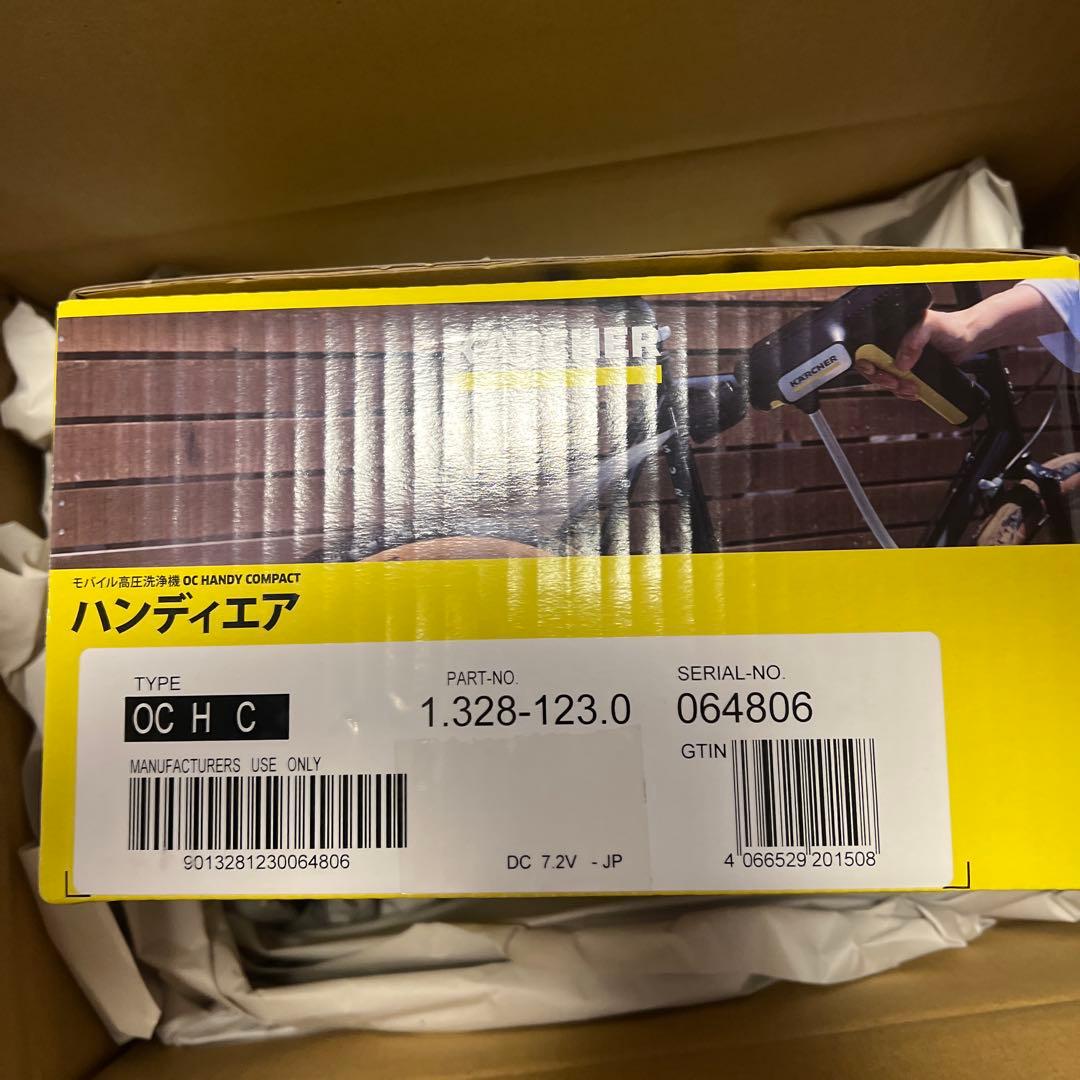 KÄRCHER
KÄRCHER
モバイル高圧洗浄機 OC HANDY COMPACT
ハンディエア
TYPE
OC H C
PART-NO.
1.328-123.0
SERIAL-NO.
064806
MANUFACTURERS USE ONLY
9013281230064806
DC 7.2V - JP
GTIN
4 066529 201508